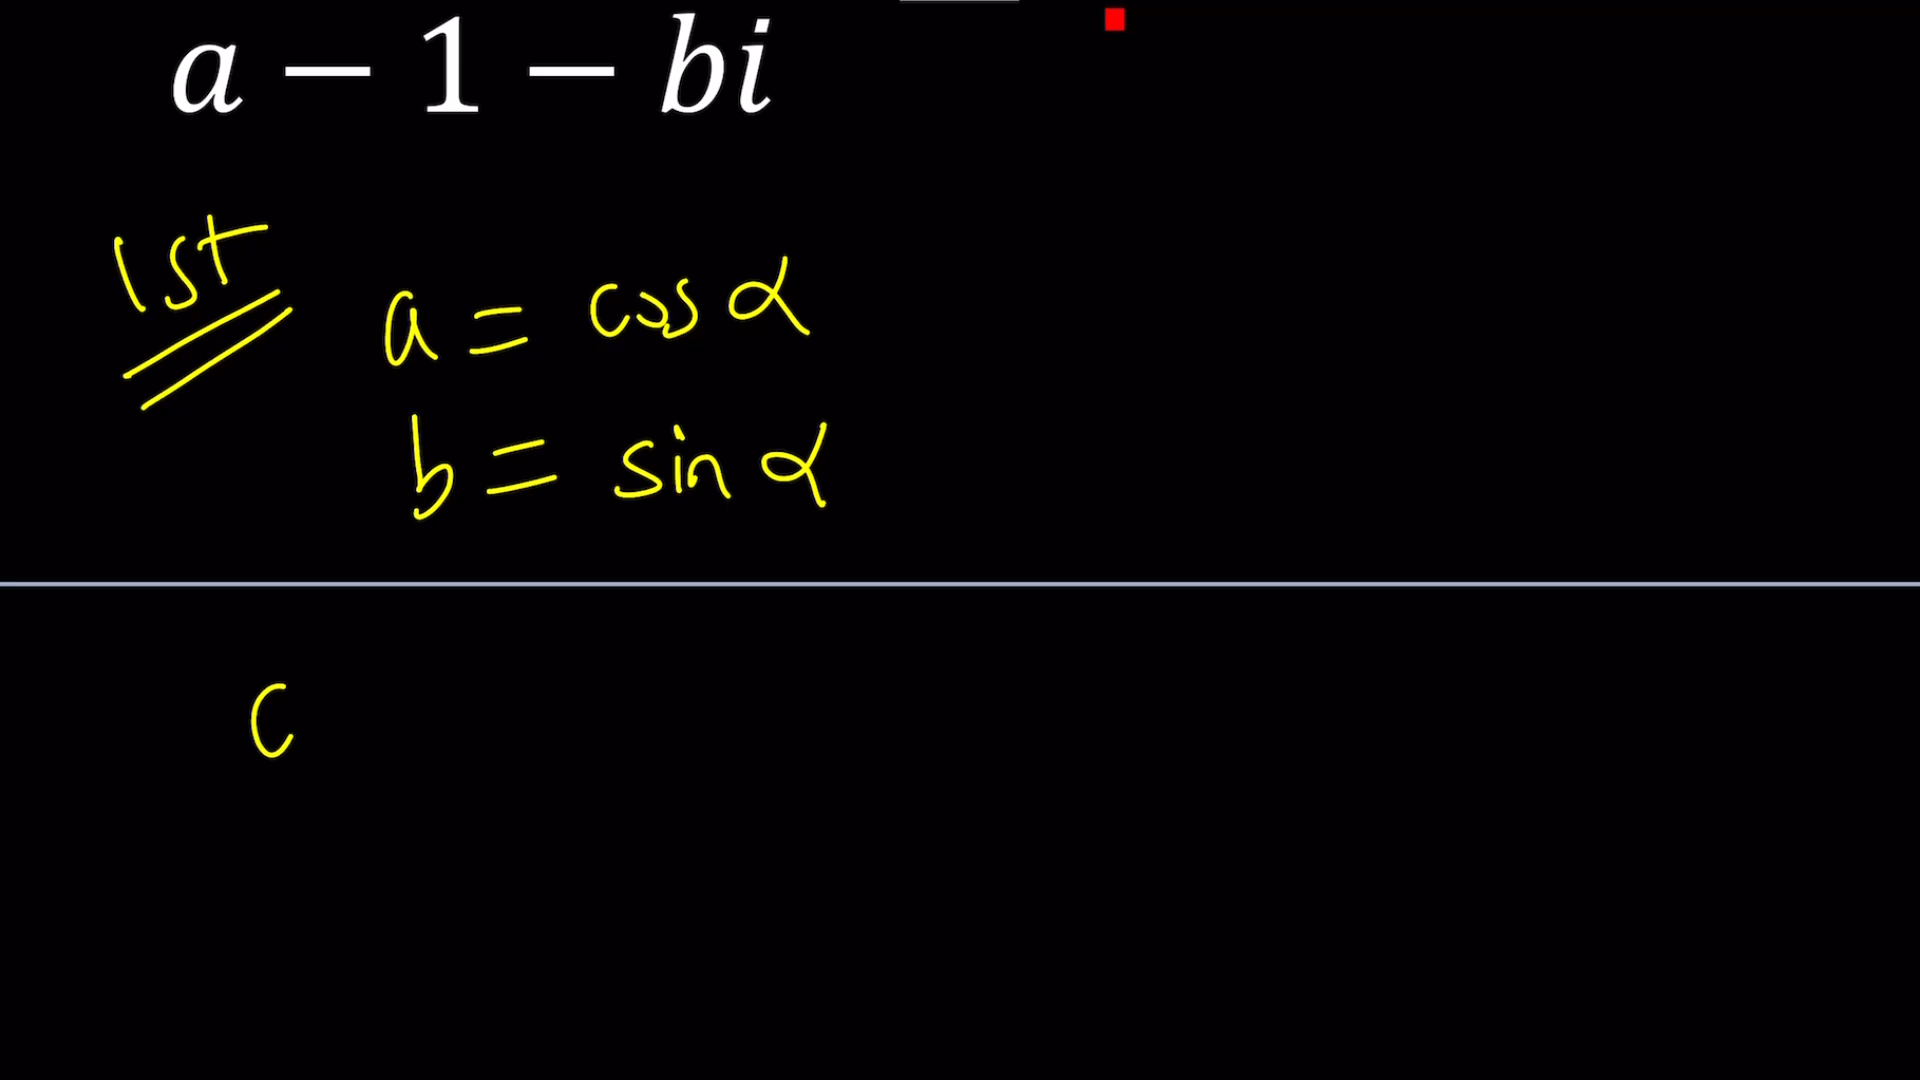 a − 1 − bi
1st
a = cos α
b = sin α
c